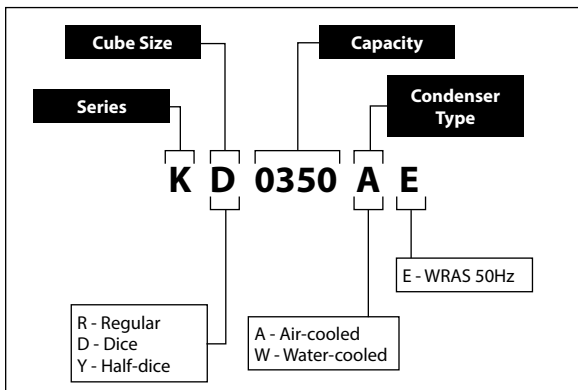 Cube Size
Capacity
Series
Condenser
Type
K D 0350 A E
E - WRAS 50Hz
R - Regular
D - Dice
Y - Half-dice
A - Air-cooled
W - Water-cooled